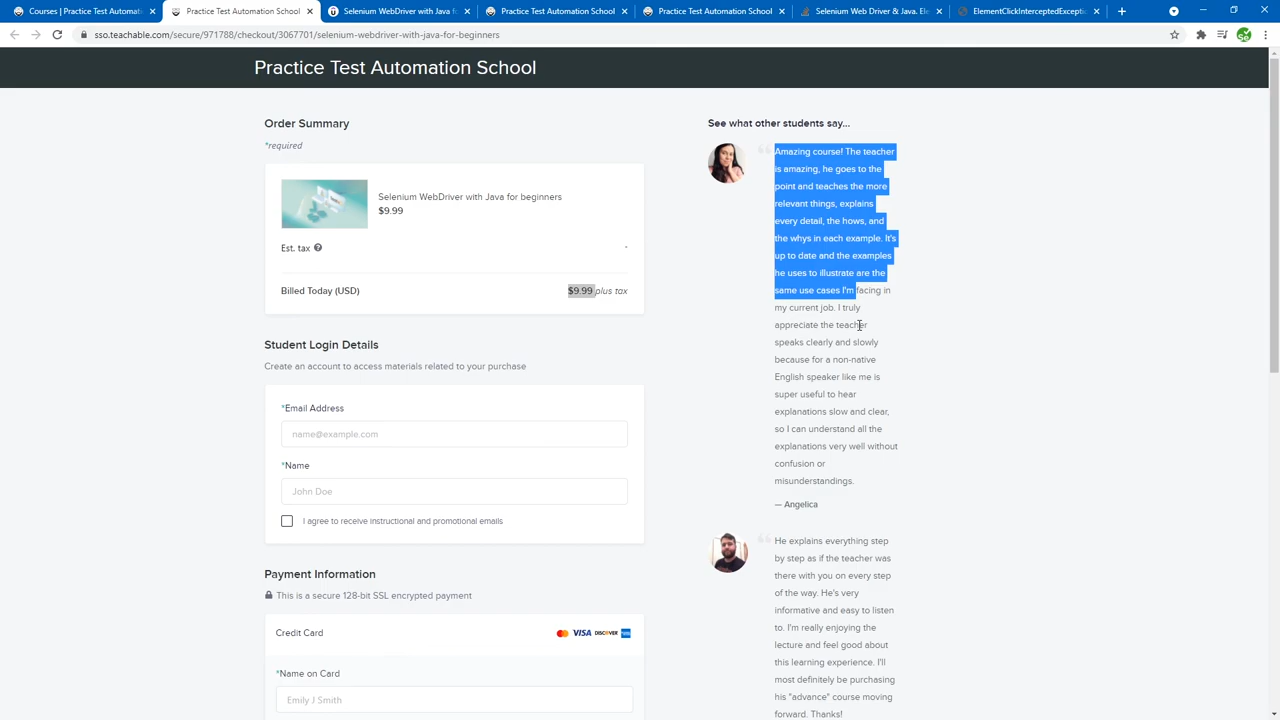 Courses | Practice Test Automati
Practice Test Automation School
Selenium WebDriver with Java fo
Practice Test Automation School
Practice Test Automation School
Selenium Web Driver & Java. Ele
ElementClickInterceptedExceptio
sso.teachable.com/secure/971788/checkout/3067701/selenium-webdriver-with-java-for-beginners
Practice Test Automation School
Order Summary
*required
Selenium WebDriver with Java for beginners
$9.99
Est. tax
-
Billed Today (USD)
$9.99 plus tax
Student Login Details
Create an account to access materials related to your purchase
*Email Address
name@example.com
*Name
John Doe
I agree to receive instructional and promotional emails
Payment Information
This is a secure 128-bit SSL encrypted payment
Credit Card
VISA DISCOVER
*Name on Card
Emily J Smith
See what other students say...
Amazing course! The teacher
is amazing, he goes to the
point and teaches the more
relevant things, explains
every detail, the hows, and
the whys in each example. It's
up to date and the examples
he uses to illustrate are the
same use cases I'm facing in
my current job. I truly
appreciate the teacher
speaks clearly and slowly
because for a non-native
English speaker like me is
super useful to hear
explanations slow and clear,
so I can understand all the
explanations very well without
confusion or
misunderstandings.
— Angelica
He explains everything step
by step as if the teacher was
there with you on every step
of the way. He's very
informative and easy to listen
to. I'm really enjoying the
lecture and feel good about
this learning experience. I'll
most definitely be purchasing
his "advance" course moving
forward. Thanks!